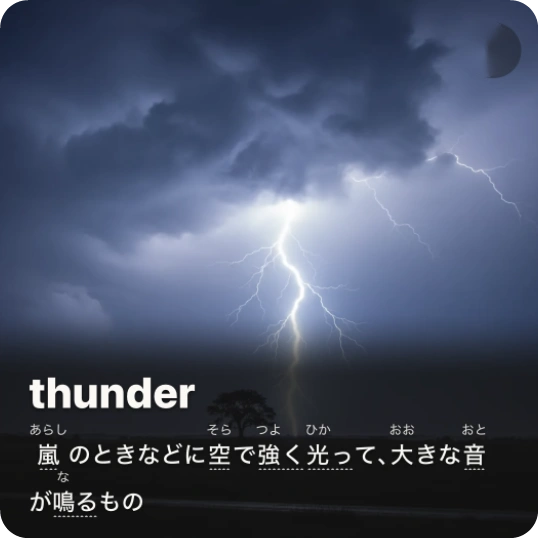 thunder
あらし そら つよ ひか おお おと
嵐のときなどに空で強く光って、大きな音
な
が鳴るもの